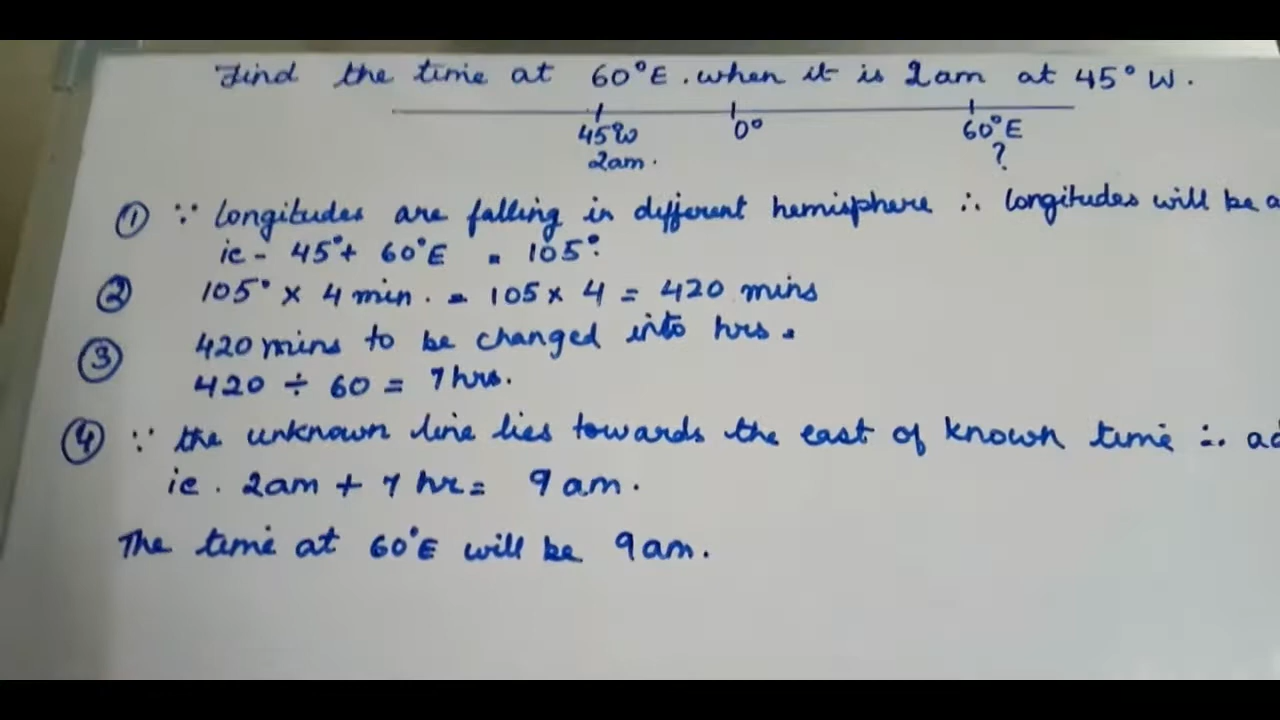 Find the time at 60°E. when it is 2am at 45° W.
45°W 0° 60°E
2am. ?
① ∵ longitudes are falling in different hemisphere ∴ longitudes will be
ie - 45°+ 60°E = 105°.
② 105° × 4 min. = 105 × 4 = 420 mins
③ 420 mins to be changed into hrs.
420 ÷ 60 = 7 hrs.
④ ∵ the unknown line lies towards the east of known time ∴
ie. 2am + 7 hr = 9 am.
The time at 60°E will be 9am.